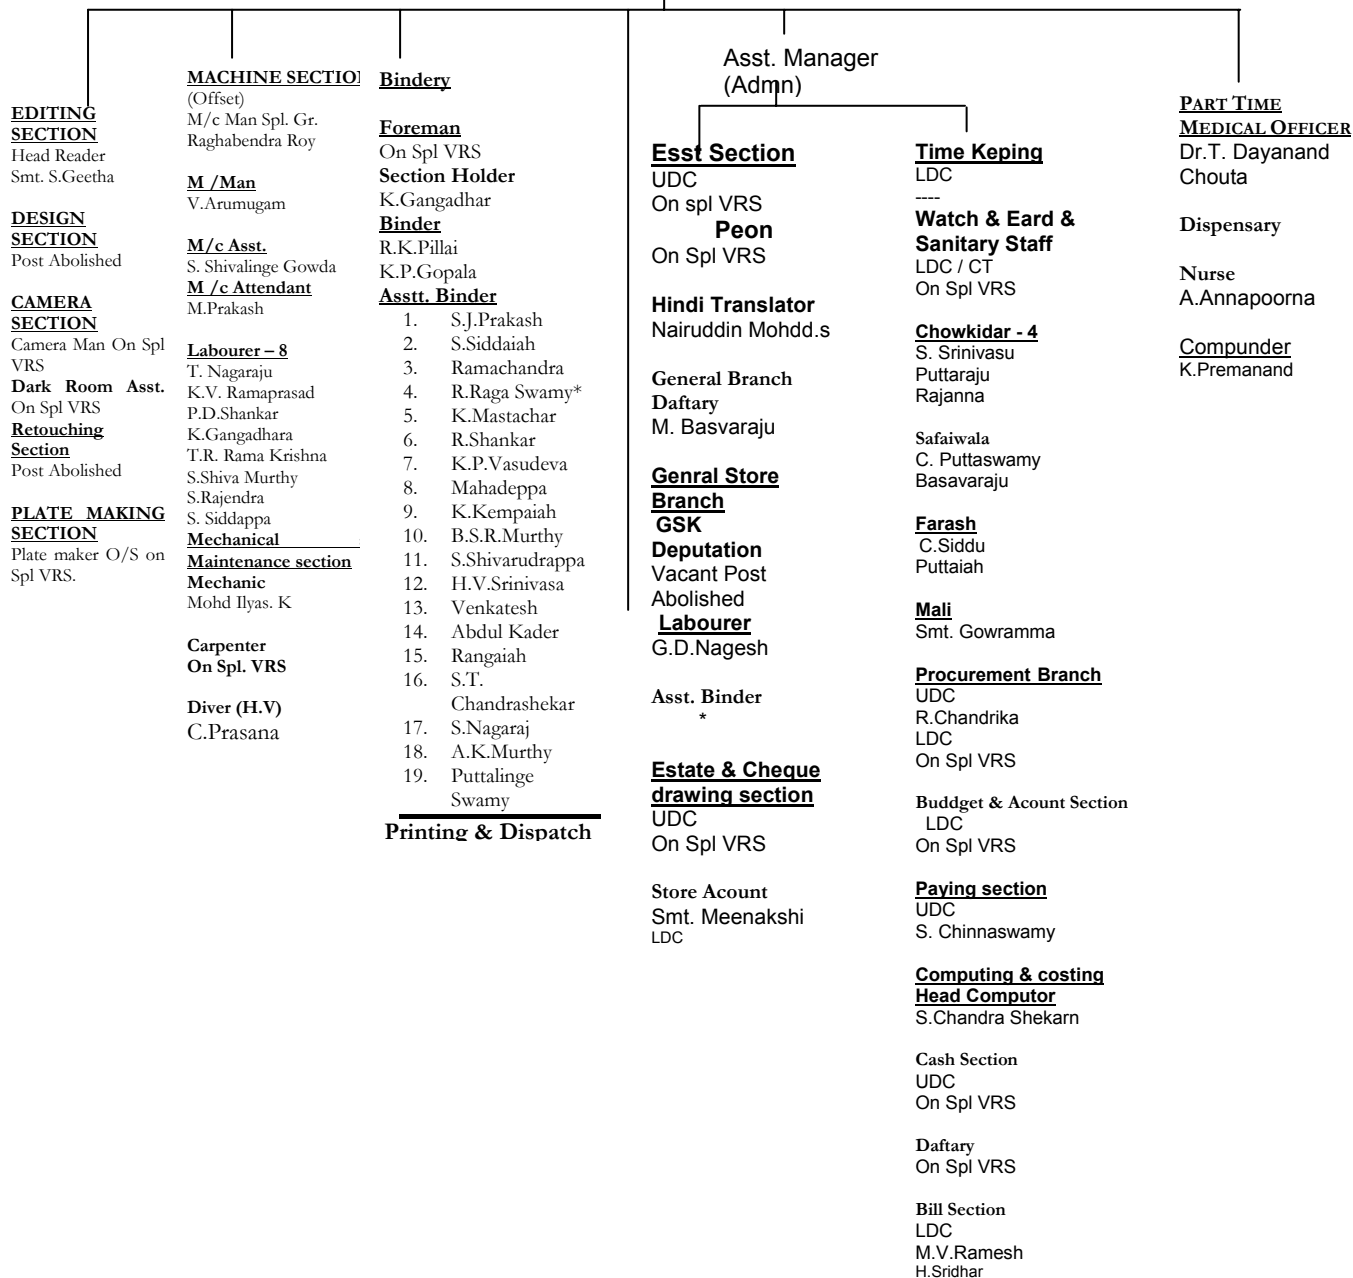 EDITING
SECTION
Head Reader
Smt. S.Geetha
DESIGN
SECTION
Post Abolished
CAMERA
SECTION
Camera Man On Spl
VRS
Dark Room Asst.
On Spl VRS
Retouching
Section
Post Abolished
PLATE MAKING
SECTION
Plate maker O/S on
Spl VRS.
MACHINE SECTION
(Offset)
M/c Man Spl. Gr.
Raghabendra Roy
M /Man
V.Arumugam
M/c Asst.
S. Shivalinge Gowda
M /c Attendant
M.Prakash
Labourer – 8
T. Nagaraju
K.V. Ramaprasad
P.D.Shankar
K.Gangadhara
T.R. Rama Krishna
S.Shiva Murthy
S.Rajendra
S. Siddappa
Mechanical
Maintenance section
Mechanic
Mohd Ilyas. K
Carpenter
On Spl. VRS
Diver (H.V)
C.Prasana
Bindery
Foreman
On Spl VRS
Section Holder
K.Gangadhar
Binder
R.K.Pillai
K.P.Gopala
Asstt. Binder
1. S.J.Prakash
2. S.Siddaiah
3. Ramachandra
4. R.Raga Swamy*
5. K.Mastachar
6. R.Shankar
7. K.P.Vasudeva
8. Mahadeppa
9. K.Kempaiah
10. B.S.R.Murthy
11. S.Shivarudrappa
12. H.V.Srinivasa
13. Venkatesh
14. Abdul Kader
15. Rangaiah
16. S.T.
Chandrashekar
17. S.Nagaraj
18. A.K.Murthy
19. Puttalinge
Swamy
Printing & Dispatch
Asst. Manager
(Admn)
Esst Section
UDC
On spl VRS
Peon
On Spl VRS
Hindi Translator
Nairuddin Mohdd.s
General Branch
Daftary
M. Basvaraju
Genral Store
Branch
GSK
Deputation
Vacant Post
Abolished
Labourer
G.D.Nagesh
Asst. Binder
*
Estate & Cheque
drawing section
UDC
On Spl VRS
Store Acount
Smt. Meenakshi
LDC
Time Keping
LDC
----
Watch & Eard &
Sanitary Staff
LDC / CT
On Spl VRS
Chowkidar - 4
S. Srinivasu
Puttaraju
Rajanna
Safaiwala
C. Puttaswamy
Basavaraju
Farash
C.Siddu
Puttaiah
Mali
Smt. Gowramma
Procurement Branch
UDC
R.Chandrika
LDC
On Spl VRS
Buddget & Acount Section
LDC
On Spl VRS
Paying section
UDC
S. Chinnaswamy
Computing & costing
Head Computor
S.Chandra Shekarn
Cash Section
UDC
On Spl VRS
Daftary
On Spl VRS
Bill Section
LDC
M.V.Ramesh
H.Sridhar
PART TIME
MEDICAL OFFICER
Dr.T. Dayanand
Chouta
Dispensary
Nurse
A.Annapoorna
Compunder
K.Premanand